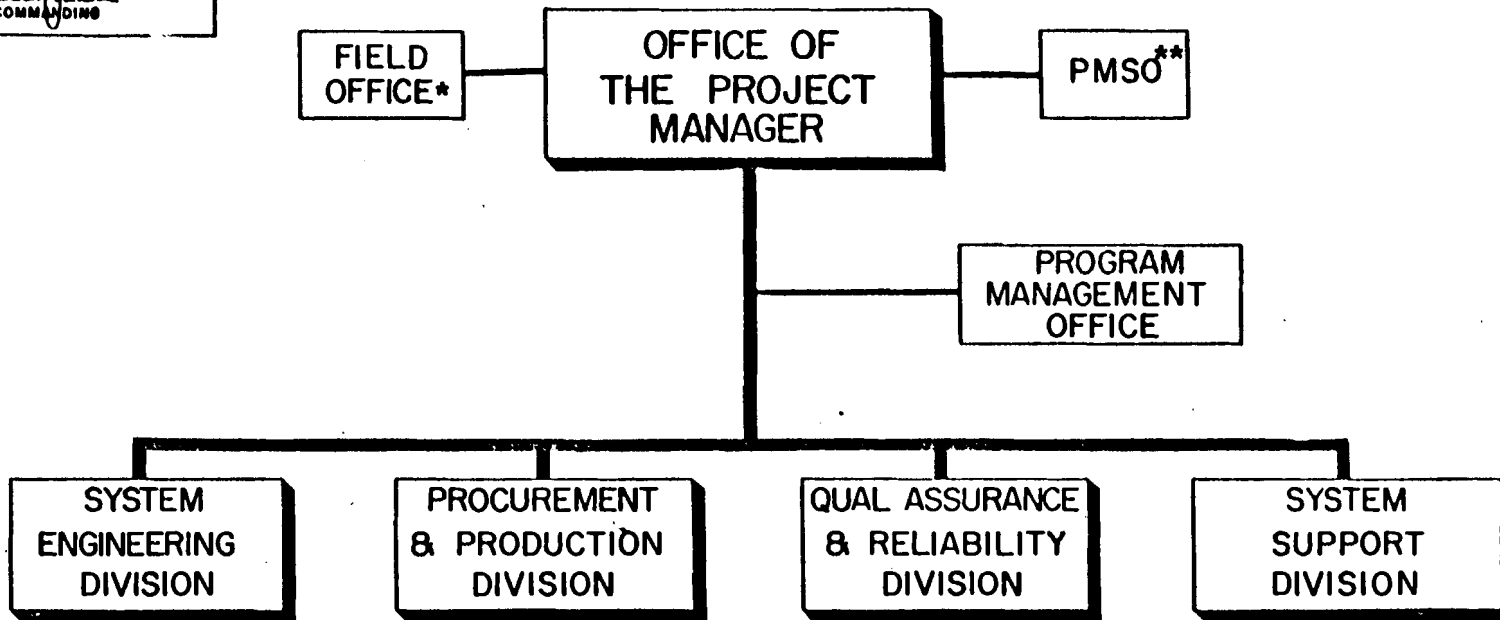 COMMANDING
FIELD
OFFICE*
OFFICE OF
THE PROJECT
MANAGER
PMSO**
PROGRAM
MANAGEMENT
OFFICE
SYSTEM
ENGINEERING
DIVISION
PROCUREMENT
& PRODUCTION
DIVISION
QUAL ASSURANCE
& RELIABILITY
DIVISION
SYSTEM
SUPPORT
DIVISION